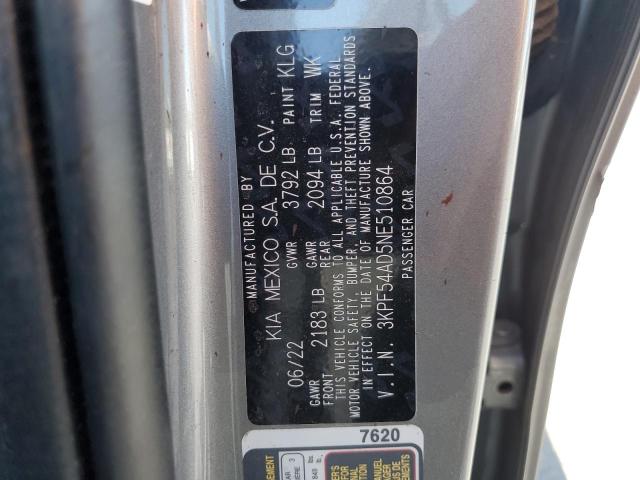 MANUFACTURED BY
KIA MEXICO S.A. DE C.V.
06/22 GVWR 3792 LB PAINT KLG
GAWR FRONT 2183 LB GAWR REAR 2094 LB TRIM WK
THIS VEHICLE CONFORMS TO ALL APPLICABLE U.S.A. FEDERAL
MOTOR VEHICLE SAFETY, BUMPER, AND THEFT PREVENTION STANDARDS
IN EFFECT ON THE DATE OF MANUFACTURE SHOWN ABOVE.
V.I.N. 3KPF54AD5NE510864
PASSENGER CAR
7620